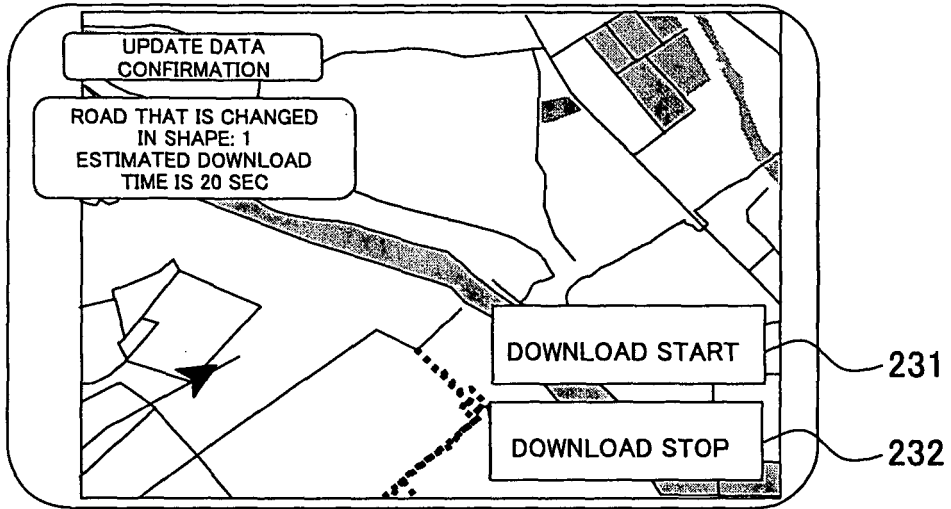 UPDATE DATA
CONFIRMATION
ROAD THAT IS CHANGED
IN SHAPE: 1
ESTIMATED DOWNLOAD
TIME IS 20 SEC
DOWNLOAD START
231
DOWNLOAD STOP
232